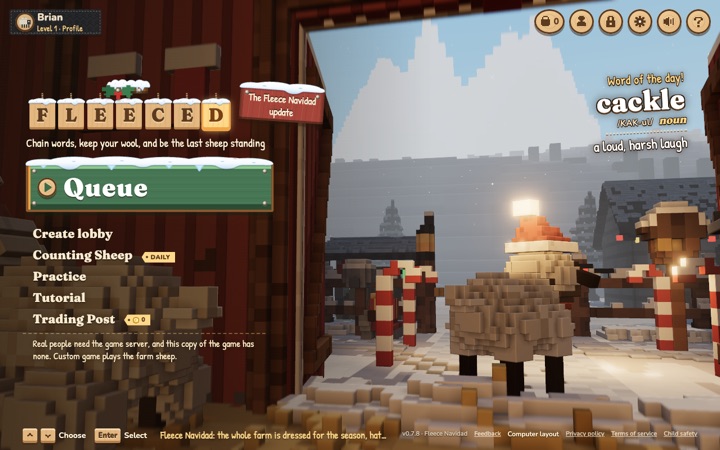 Brian
Level 1 · Profile
0
FLEECED
The Fleece Navidad
update
Chain words, keep your wool, and be the last sheep standing
Queue
Create lobby
Counting Sheep DAILY
Practice
Tutorial
Trading Post 0
Real people need the game server, and this copy of the game has
none. Custom game plays the farm sheep.
Word of the day!
cackle
/KAK-ul/ noun
a loud, harsh laugh
Choose Enter Select
Fleece Navidad: the whole farm is dressed for the season, hat...
v0.7.8 · Fleece Navidad Feedback Computer layout Privacy policy Terms of service Child safety